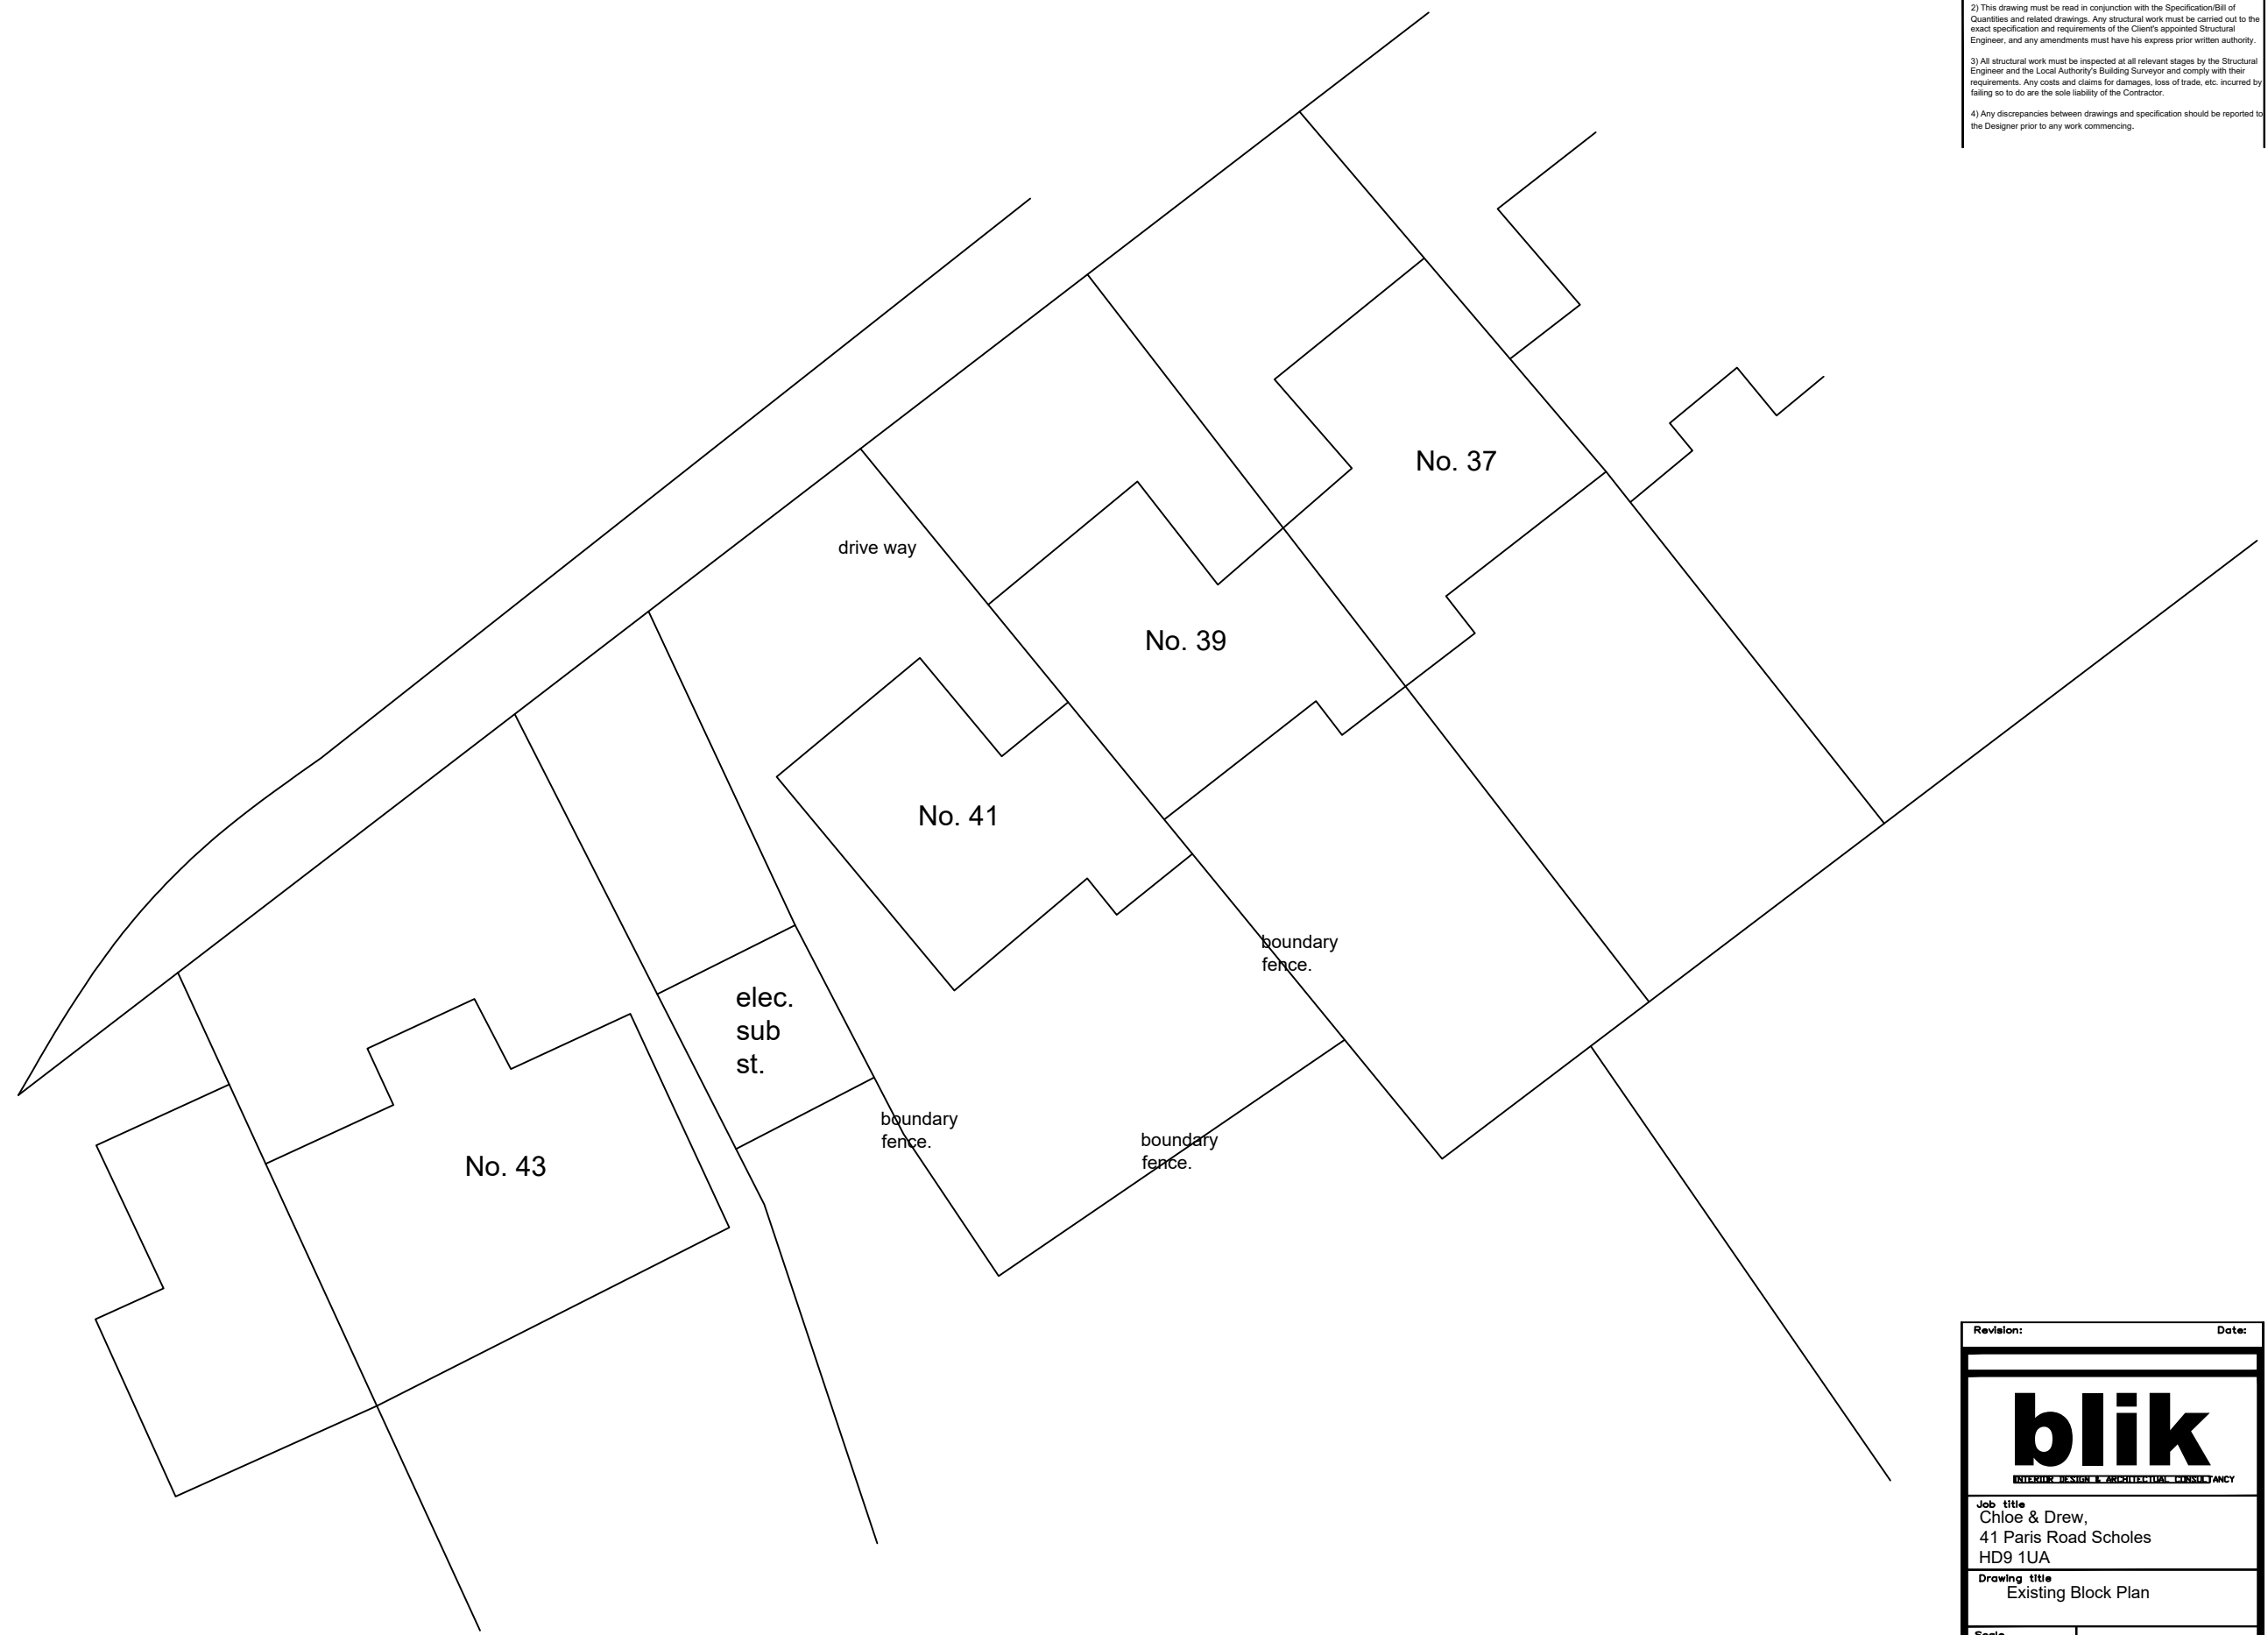 2) This drawing must be read in conjunction with the Specification/Bill of
Quantities and related drawings. Any structural work must be carried out to the
exact specification and requirements of the Client's appointed Structural
Engineer, and any amendments must have his express prior written authority.
3) All structural work must be inspected at all relevant stages by the Structural
Engineer and the Local Authority's Building Surveyor and comply with their
requirements. Any costs and claims for damages, loss of trade, etc. incurred by
failing so to do are the sole liability of the Contractor.
4) Any discrepancies between drawings and specification should be reported to
the Designer prior to any work commencing.
No. 37
drive way
No. 39
No. 41
boundary
fence.
elec.
sub
st.
boundary
fence.
boundary
fence.
No. 43
Revision: Date:
blik
INTERIOR DESIGN & ARCHITECTUAL CONSULTANCY
Job title
Chloe & Drew,
41 Paris Road Scholes
HD9 1UA
Drawing title
Existing Block Plan
Scale